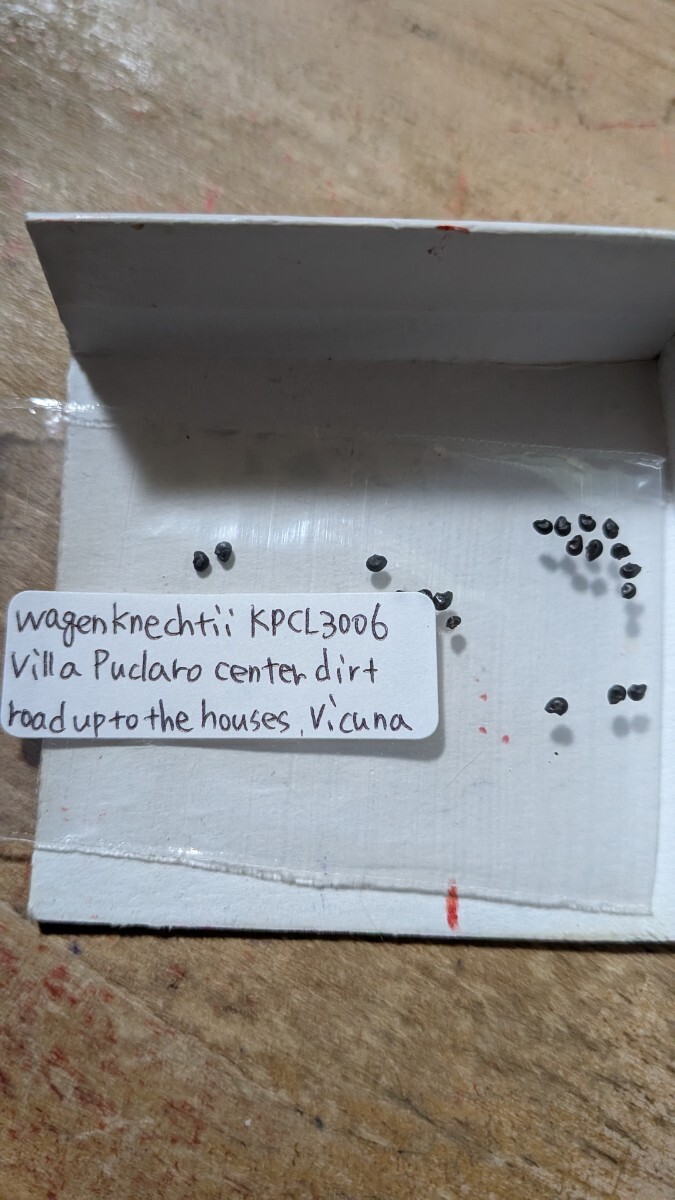 wagenknechtii KPCL3006
Villa Puclaro center dirt
road up to the houses, Vicuna